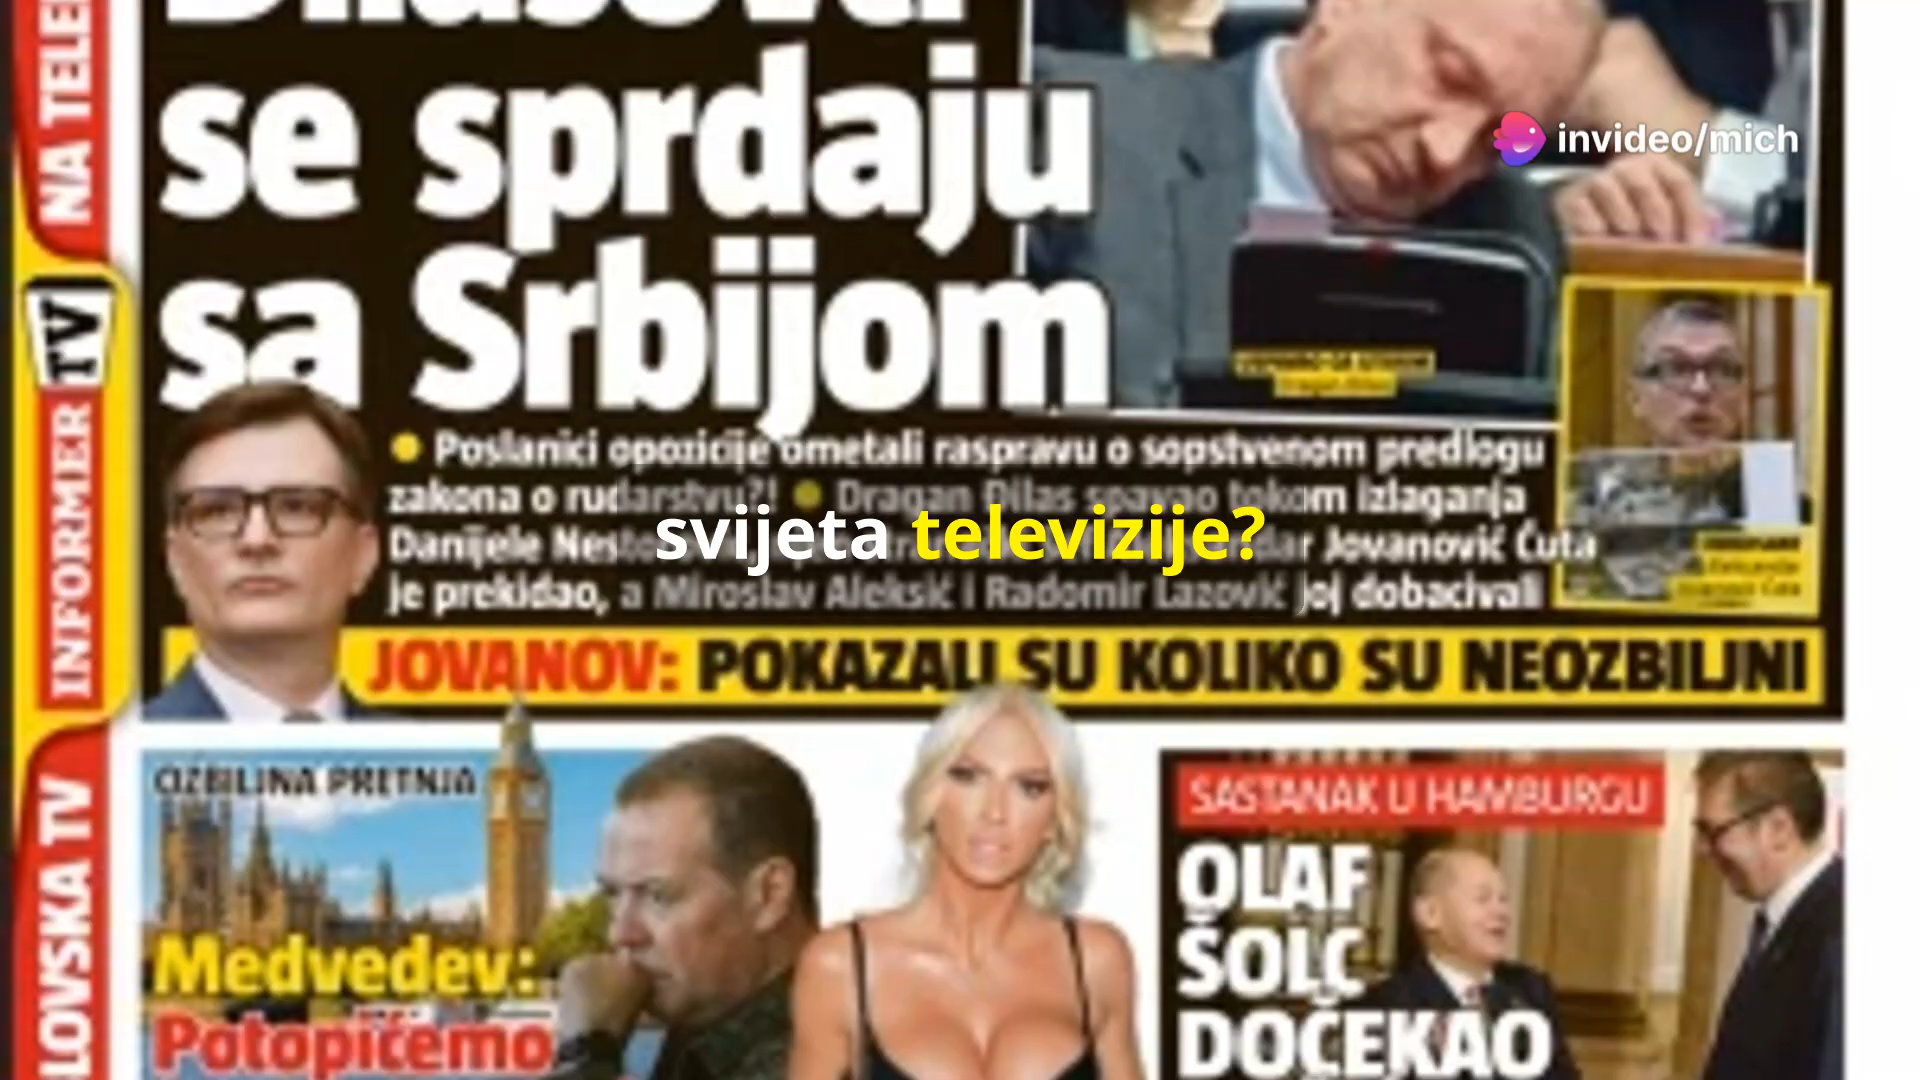 NA TELE
INFORMER TV
LOVSKA TV
se sprdaju
sa Srbijom
invideo/mich
Poslanici opozicije ometali raspravu o sopstvenom predlogu
zakona o rudarstvu?! Dragan Đilas spavao tokom izlaganja
Danijele Nesto
dar Jovanović Ćuta
je prekidao, a Miroslav Aleksić i Radomir Lazović joj dobacivali
svijeta televizije?
JOVANOV: POKAZALI SU KOLIKO SU NEOZBILJNI
OZBILJNA PRETNJA
Medvedev:
Potopićemo
SASTANAK U HAMBURGU
OLAF
ŠOLC
DOČEKAO